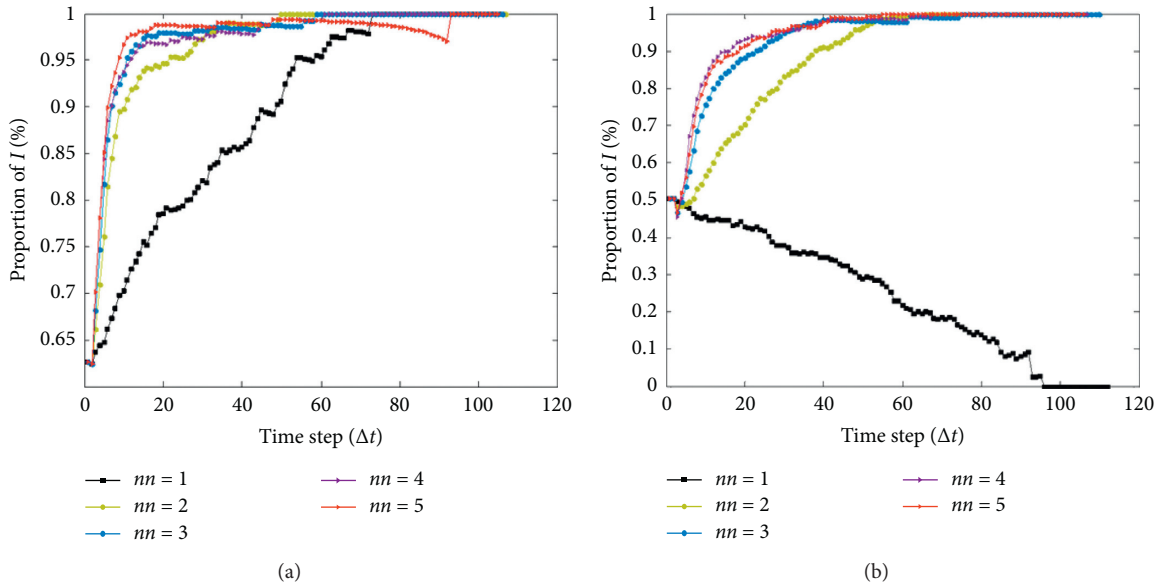 1
0.95
0.9
0.85
0.8
0.75
0.7
0.65
Proportion of I (%)
0 20 40 60 80 100 120
Time step (Δt)
nn = 1
nn = 2
nn = 3
nn = 4
nn = 5
(a)
1
0.9
0.8
0.7
0.6
0.5
0.4
0.3
0.2
0.1
0
Proportion of I (%)
0 20 40 60 80 100 120
Time step (Δt)
nn = 1
nn = 2
nn = 3
nn = 4
nn = 5
(b)